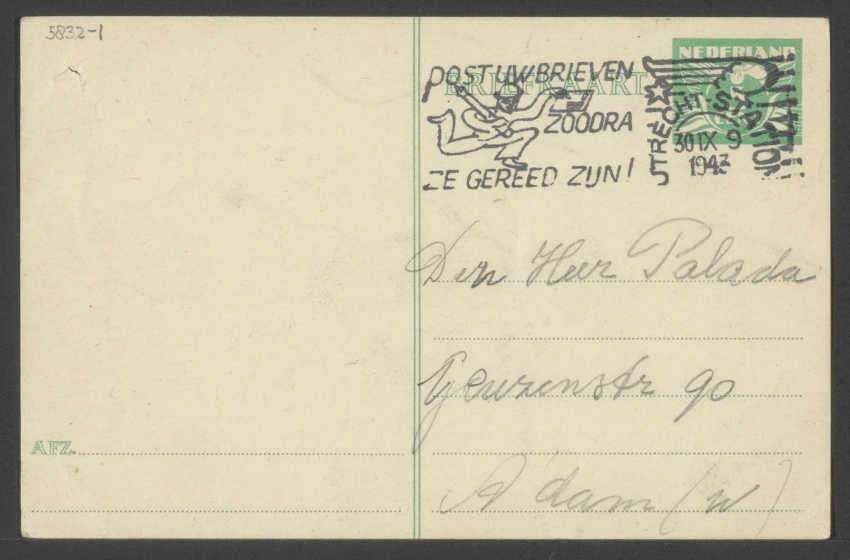 5832-1
NEDERLAND
BRIEFKAART
POST UW BRIEVEN
ZOODRA
ZE GEREED ZIJN!
UTRECHT-STATION
30 IX 9
1943
Den Heer Palada
Geuzenstr 90
A'dam (W)
AFZ.